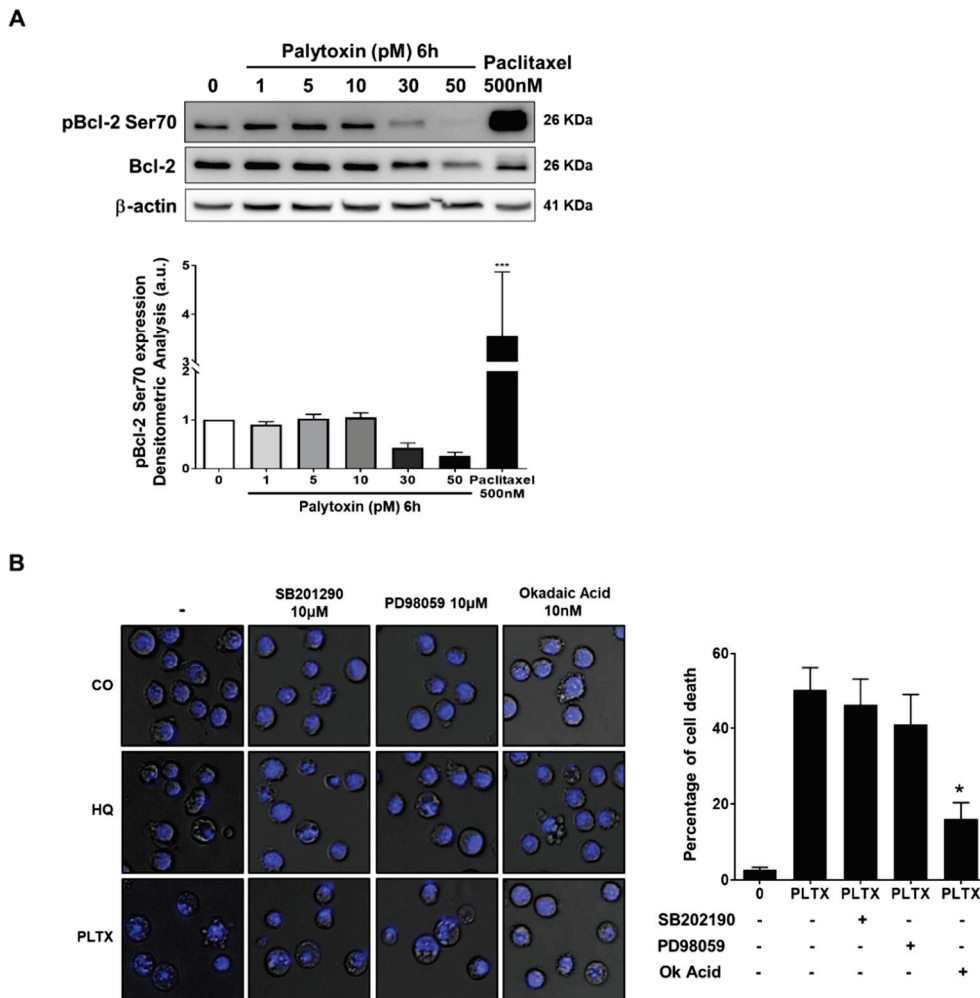 A
Palytoxin (pM) 6h
Paclitaxel
0 1 5 10 30 50 500nM
pBcl-2 Ser70 26 KDa
Bcl-2 26 KDa
β-actin 41 KDa
pBcl-2 Ser70 expression
Densitometric Analysis (a.u.)
5
4
3
2
1
0
***
0 1 5 10 30 50 Paclitaxel
500nM
Palytoxin (pM) 6h
B
- SB201290
10µM
PD98059 10µM
Okadaic Acid
10nM
CO
HQ
PLTX
Percentage of cell death
60
40
20
0
*
0 PLTX PLTX PLTX PLTX
SB202190 - - + - -
PD98059 - - - + -
Ok Acid - - - - +